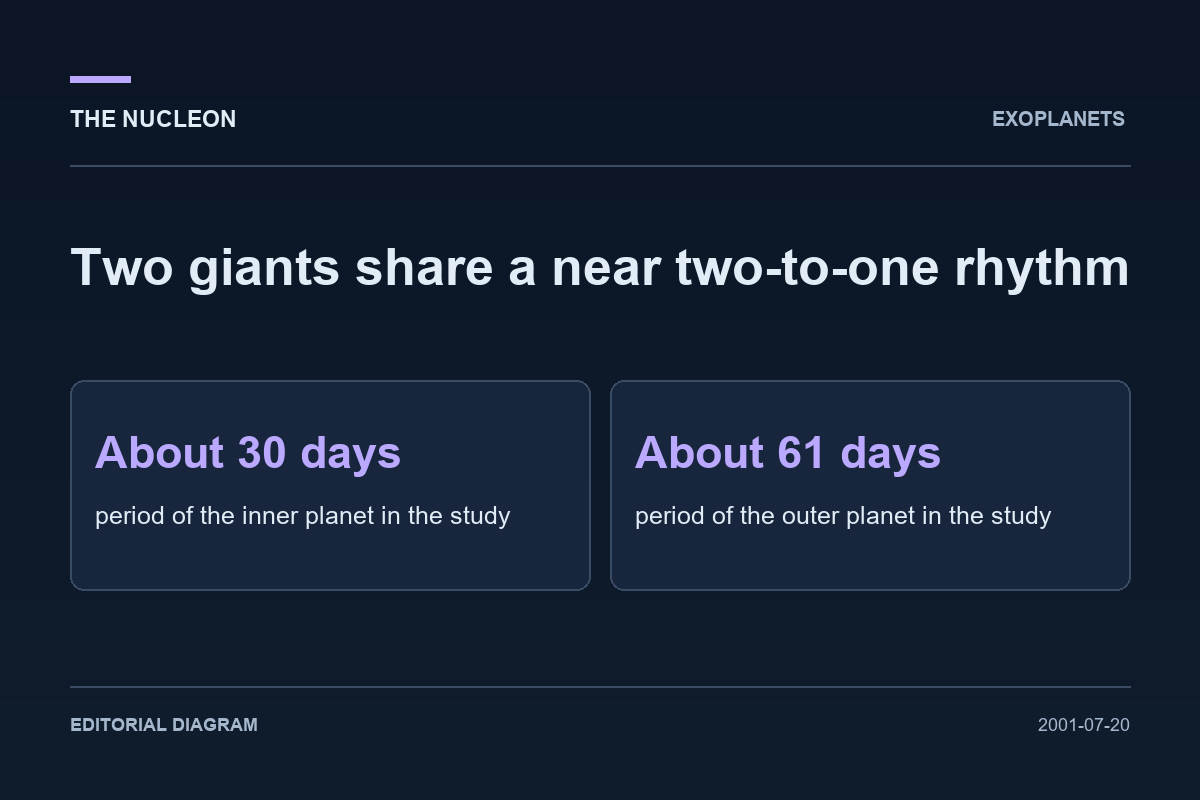 THE NUCLEON
EXOPLANETS
Two giants share a near two-to-one rhythm
About 30 days
period of the inner planet in the study
About 61 days
period of the outer planet in the study
EDITORIAL DIAGRAM
2001-07-20